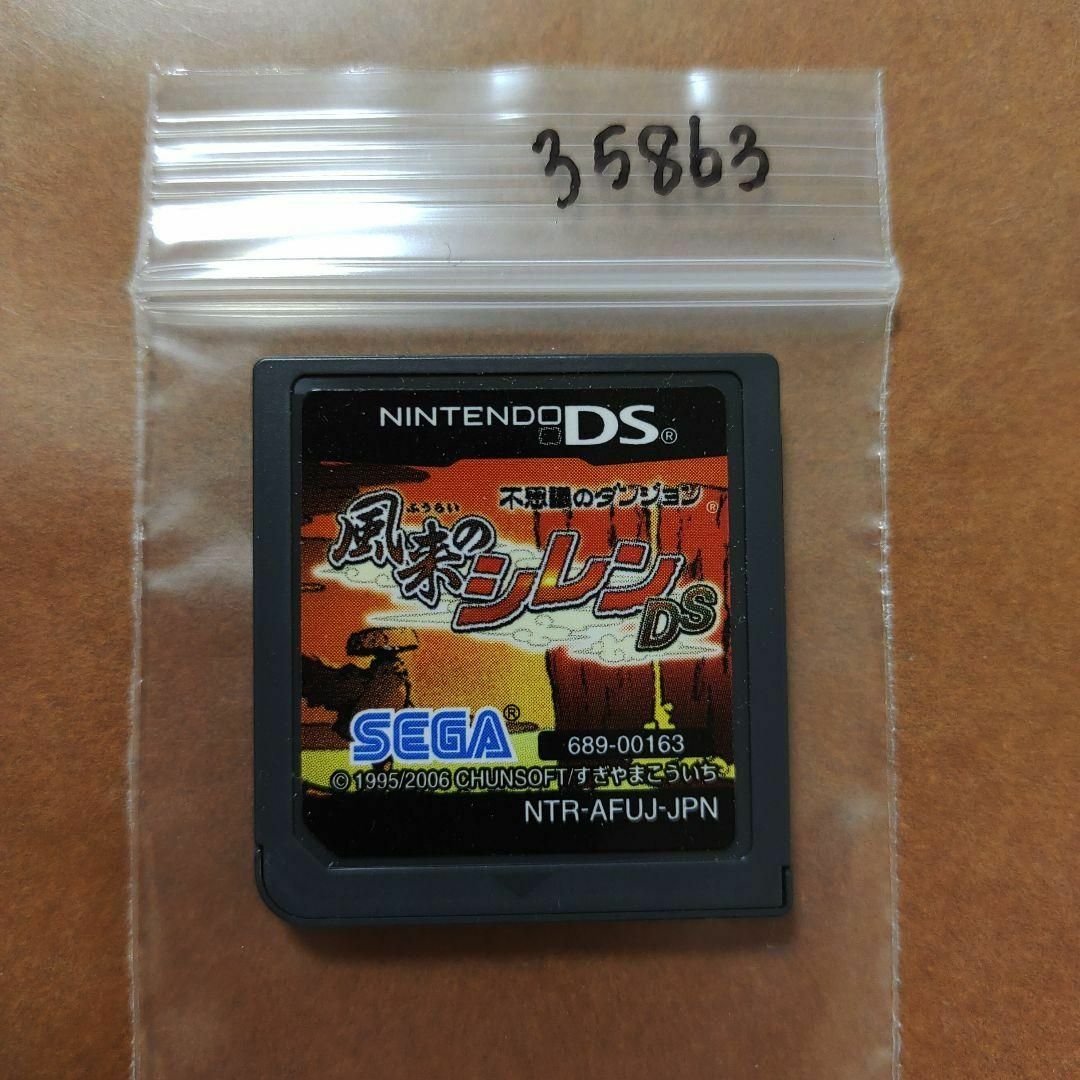 35863
NINTENDO DS®
不思議のダンジョン®
ふうらい
風来のシレンDS
SEGA®
689-00163
© 1995/2006 CHUNSOFT/すぎやまこういち
NTR-AFUJ-JPN